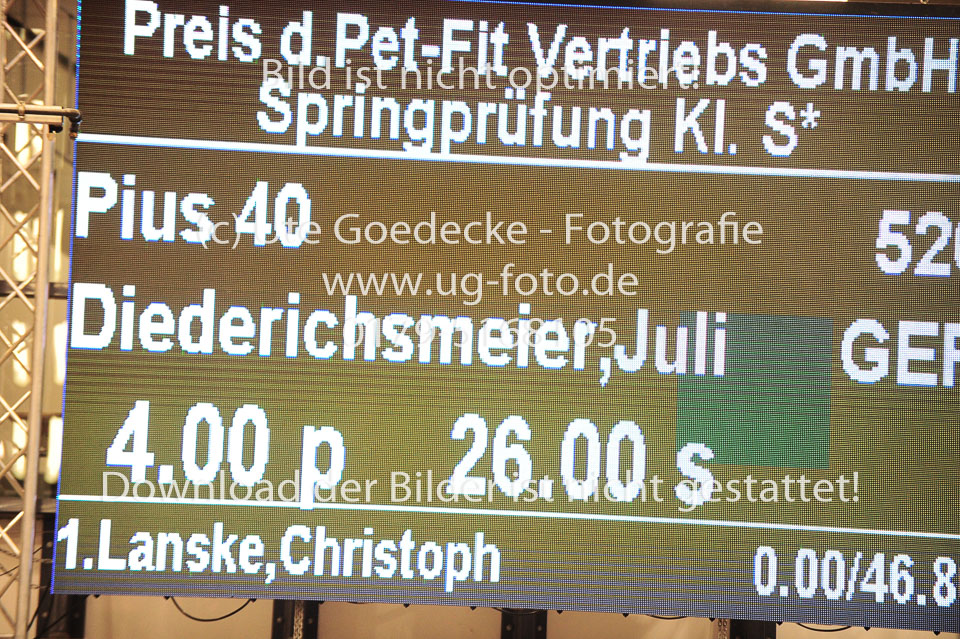 Preis d.Pet-Fit Vertriebs GmbH
Bild ist nicht optimiert!
Springprüfung Kl. S*
Pius 40
(c) Ute Goedecke - Fotografie
www.ug-foto.de
Diederichsmeier,Juli
0179-5168105
4.00 p 26.00 s
Download der Bilder ist nicht gestattet!
1.Lanske,Christoph 0.00/46.8